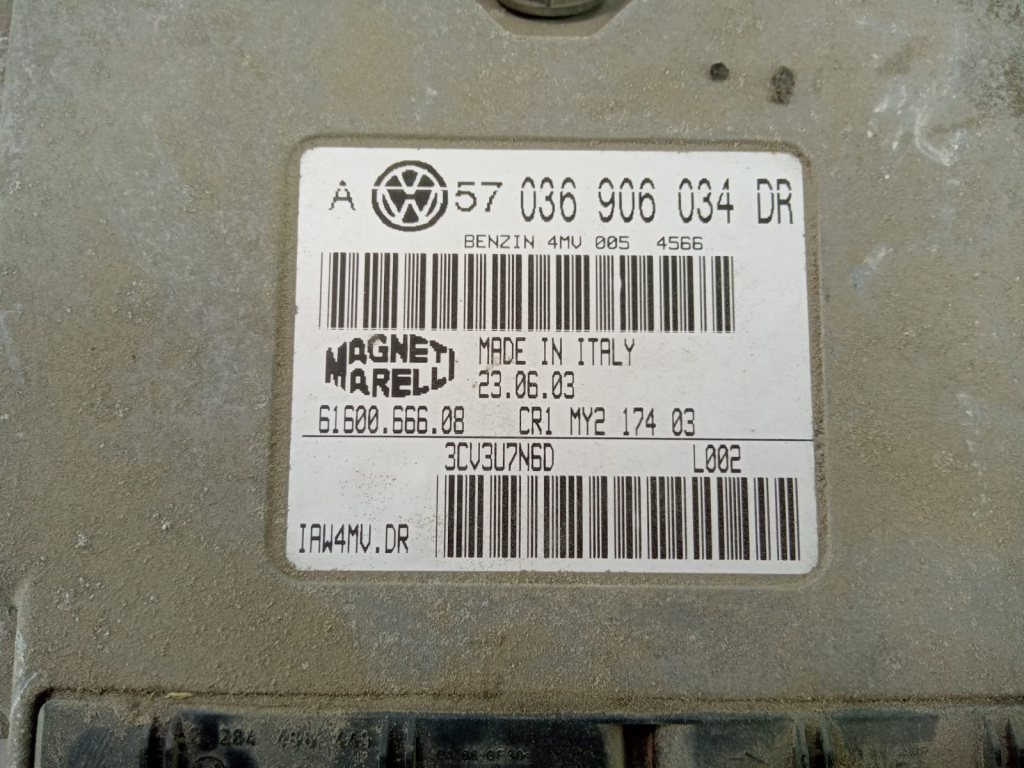 A 57 036 906 034 DR
BENZIN 4MV 005 4566
MAGNETI MARELLI
MADE IN ITALY
23.06.03
61600.666.08 CR1 MY2 174 03
3CV3U7N6D L002
IAW4MV.DR